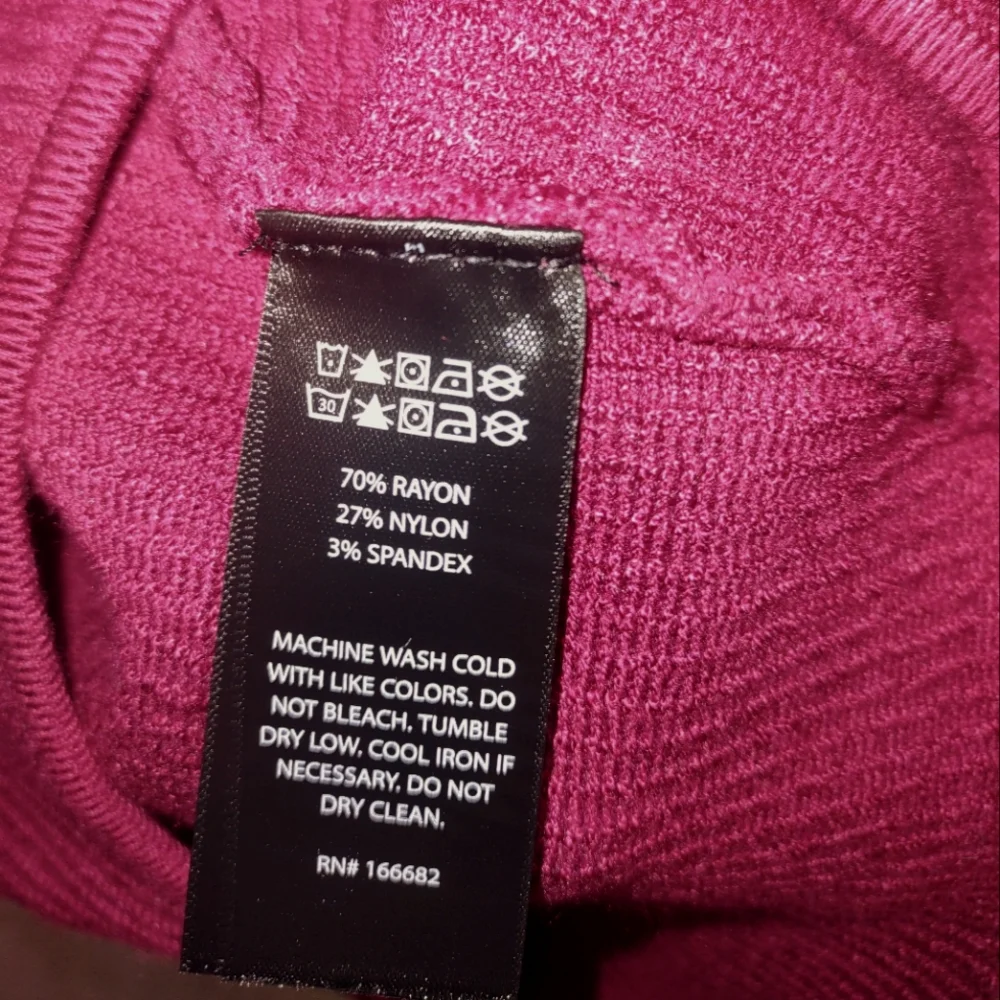 30
70% RAYON
27% NYLON
3% SPANDEX
MACHINE WASH COLD
WITH LIKE COLORS. DO
NOT BLEACH. TUMBLE
DRY LOW. COOL IRON IF
NECESSARY. DO NOT
DRY CLEAN.
RN# 166682